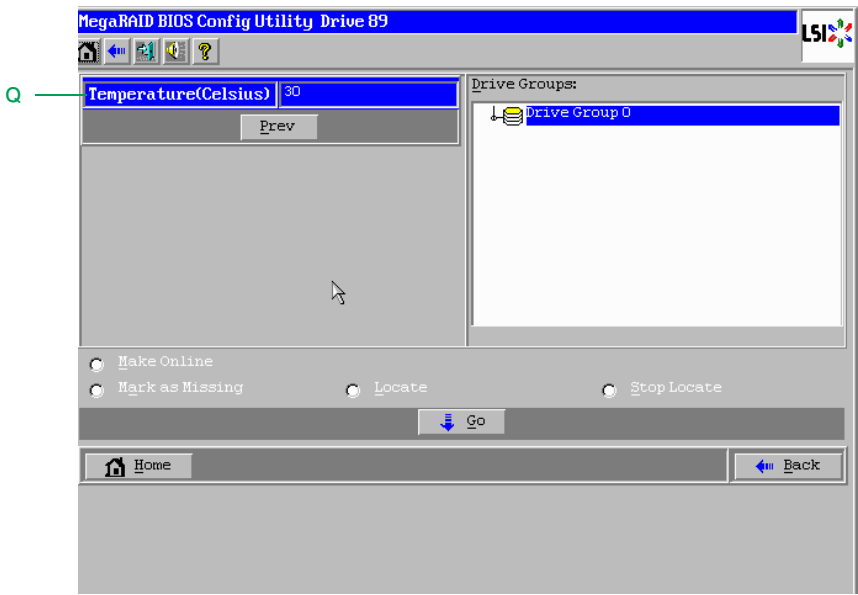 MegaRAID BIOS Config Utility Drive 89
LSI
?
Q
Temperature(Celsius) 30
Prev
Drive Groups:
Drive Group 0
Make Online
Mark as Missing Locate Stop Locate
Go
Home Back